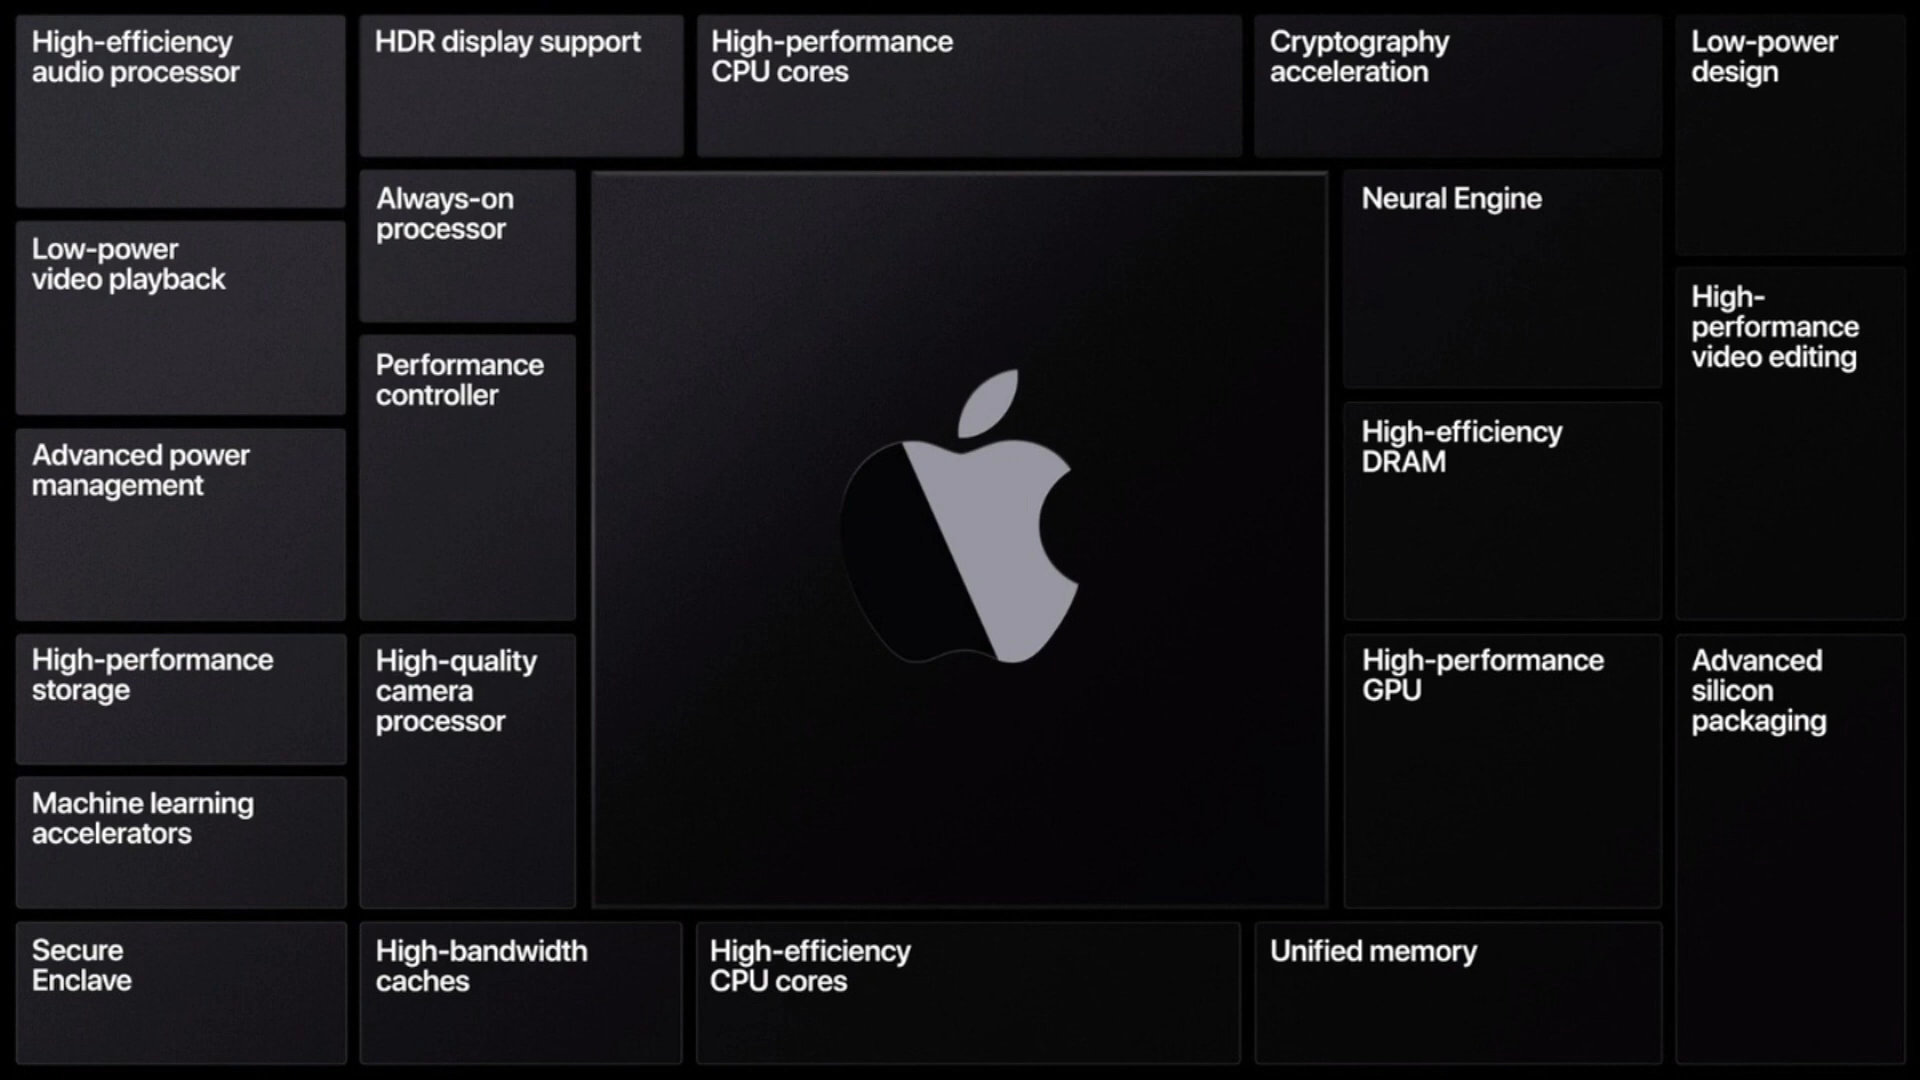 High-efficiency
audio processor
HDR display support
High-performance
CPU cores
Cryptography
acceleration
Low-power
design
Low-power
video playback
Always-on
processor
Neural Engine
High-
performance
video editing
Performance
controller
Advanced power
management
High-efficiency
DRAM
High-performance
storage
High-quality
camera
processor
High-performance
GPU
Advanced
silicon
packaging
Machine learning
accelerators
Secure
Enclave
High-bandwidth
caches
High-efficiency
CPU cores
Unified memory